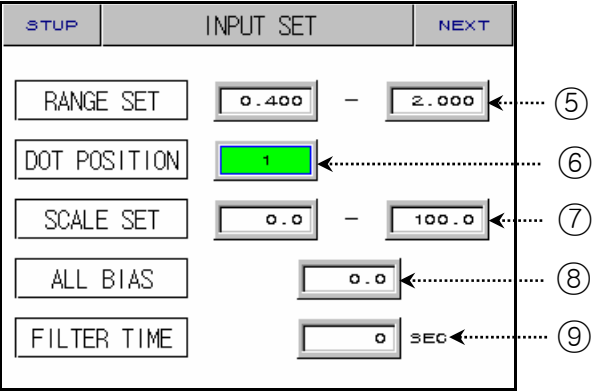 STUP INPUT SET NEXT
RANGE SET 0.400 - 2.000 ⑤
DOT POSITION 1 ⑥
SCALE SET 0.0 - 100.0 ⑦
ALL BIAS 0.0 ⑧
FILTER TIME 0 SEC ⑨